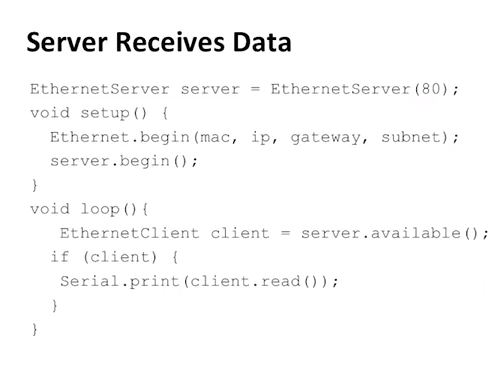 Server Receives Data
EthernetServer server = EthernetServer(80);
void setup() {
Ethernet.begin(mac, ip, gateway, subnet);
server.begin();
}
void loop(){
EthernetClient client = server.available();
if (client) {
Serial.print(client.read());
}
}